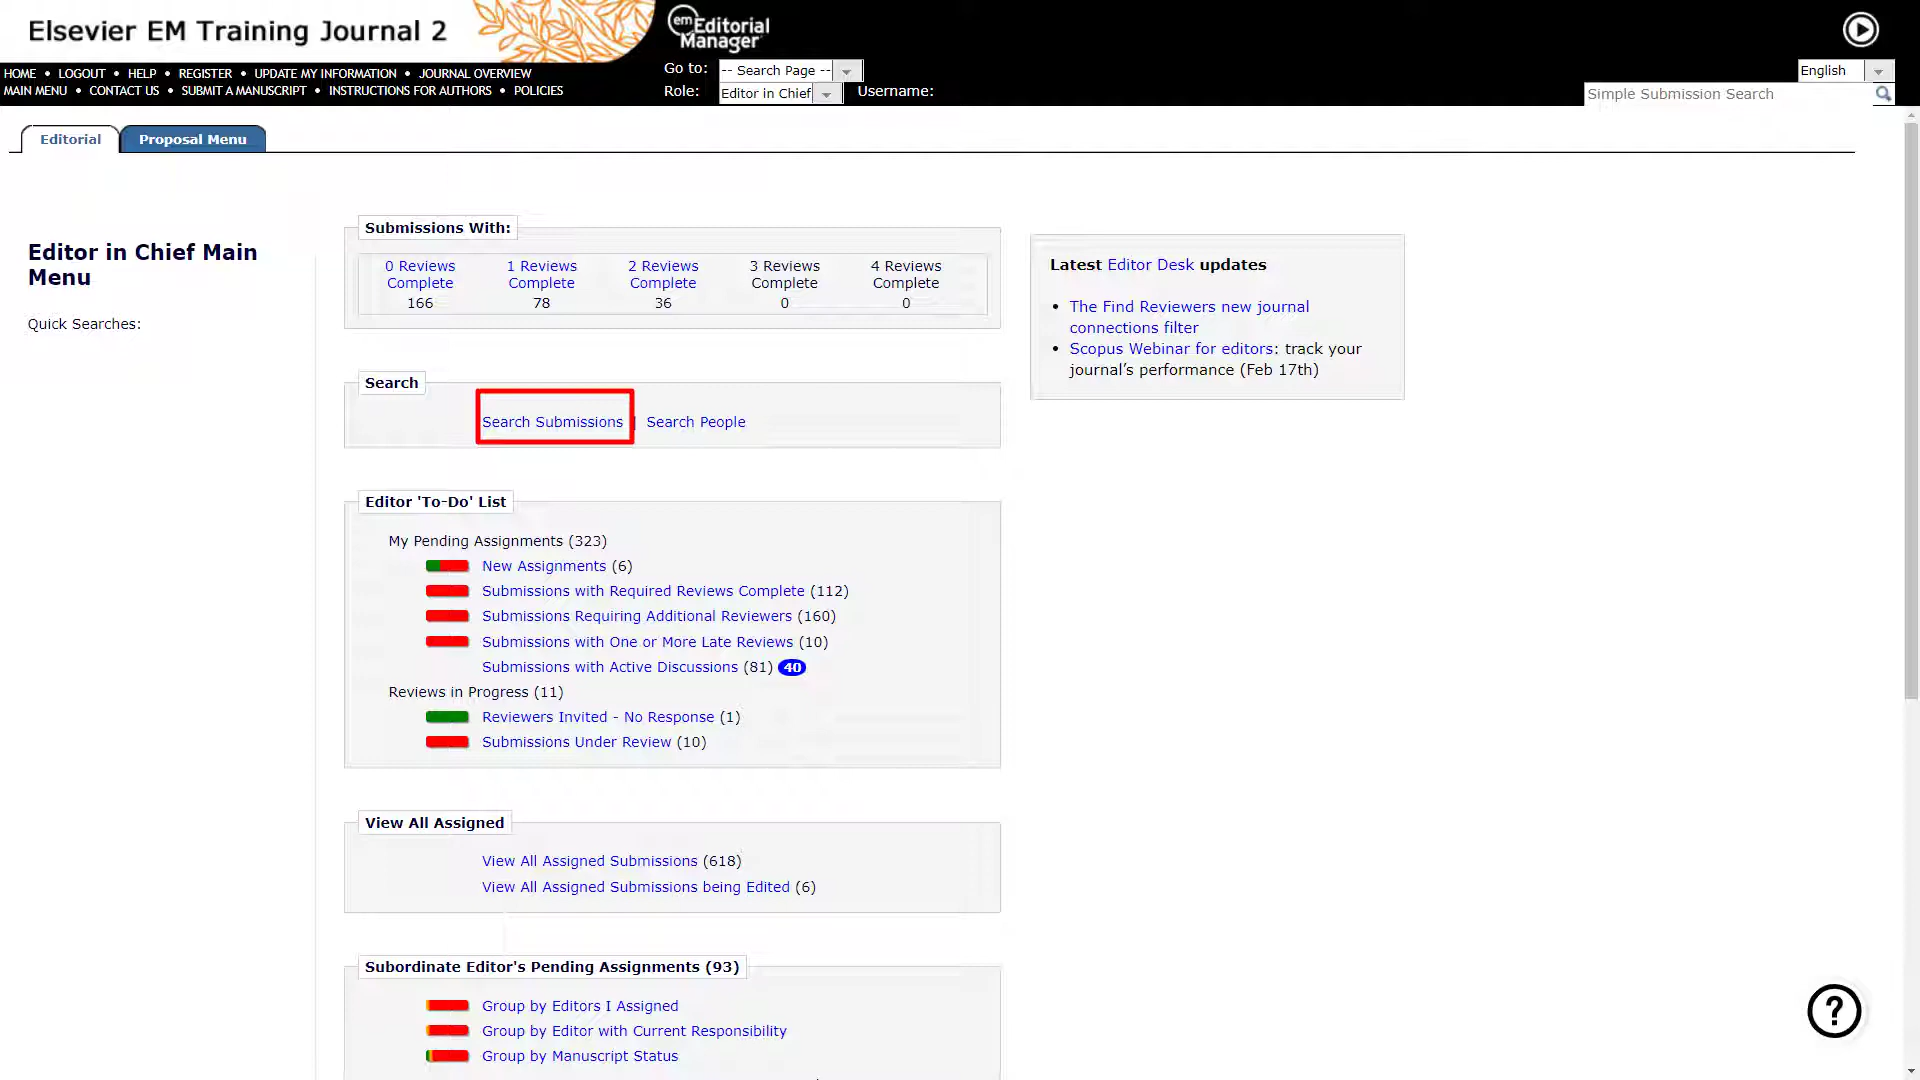 Elsevier EM Training Journal 2
em Editorial Manager
HOME • LOGOUT • HELP • REGISTER • UPDATE MY INFORMATION • JOURNAL OVERVIEW
MAIN MENU • CONTACT US • SUBMIT A MANUSCRIPT • INSTRUCTIONS FOR AUTHORS • POLICIES
Go to: -- Search Page --
Role: Editor in Chief Username:
English
Simple Submission Search
Editorial
Proposal Menu
Editor in Chief Main
Menu
Quick Searches:
Submissions With:
0 Reviews Complete
166
1 Reviews Complete
78
2 Reviews Complete
36
3 Reviews Complete
0
4 Reviews Complete
0
Search
Search Submissions | Search People
Editor 'To-Do' List
My Pending Assignments (323)
New Assignments (6)
Submissions with Required Reviews Complete (112)
Submissions Requiring Additional Reviewers (160)
Submissions with One or More Late Reviews (10)
Submissions with Active Discussions (81) 40
Reviews in Progress (11)
Reviewers Invited - No Response (1)
Submissions Under Review (10)
View All Assigned
View All Assigned Submissions (618)
View All Assigned Submissions being Edited (6)
Subordinate Editor's Pending Assignments (93)
Group by Editors I Assigned
Group by Editor with Current Responsibility
Group by Manuscript Status
Latest Editor Desk updates
• The Find Reviewers new journal
connections filter
• Scopus Webinar for editors: track your
journal’s performance (Feb 17th)
?